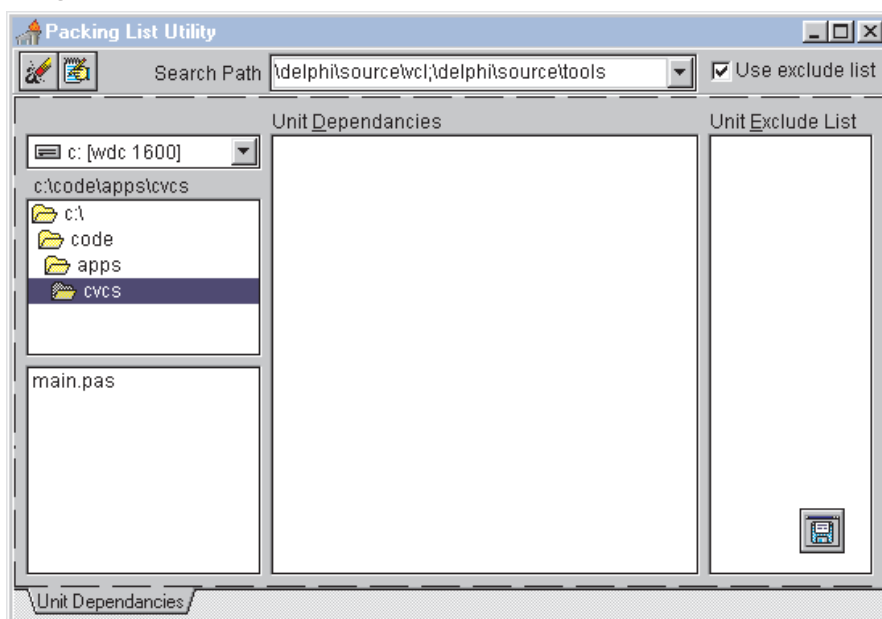 Packing List Utility
Search Path \delphi\source\vcl;\delphi\source\tools Use exclude list
Unit Dependancies Unit Exclude List
c: [wdc 1600]
c:\code\apps\cvcs
c:\
code
apps
cvcs
main.pas
Unit Dependancies